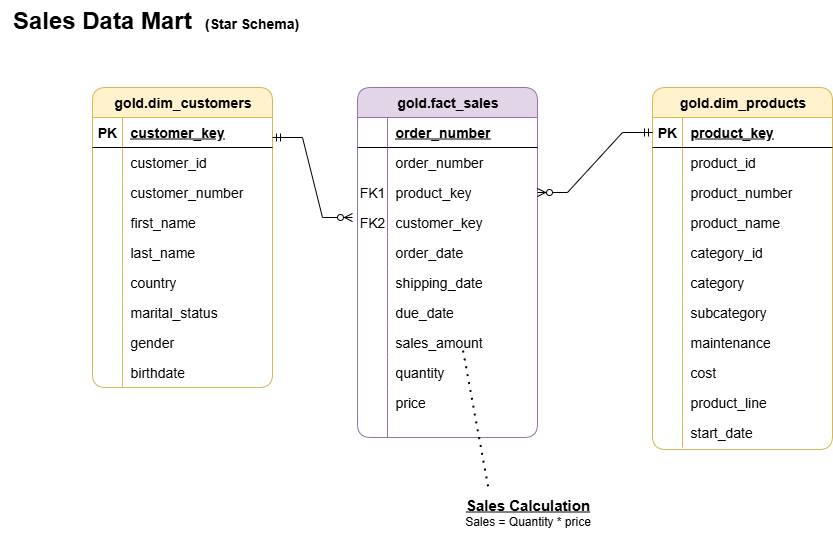 Sales Data Mart (Star Schema)
gold.dim_customers
PK customer_key
customer_id
customer_number
first_name
last_name
country
marital_status
gender
birthdate
gold.fact_sales
order_number
order_number
FK1 product_key
FK2 customer_key
order_date
shipping_date
due_date
sales_amount
quantity
price
gold.dim_products
PK product_key
product_id
product_number
product_name
category_id
category
subcategory
maintenance
cost
product_line
start_date
Sales Calculation
Sales = Quantity * price